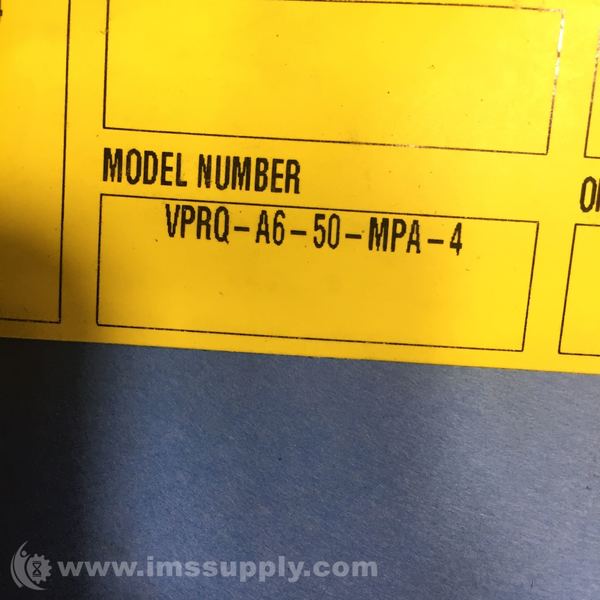 MODEL NUMBER
VPRQ-A6-50-MPA-4
www.imssupply.com